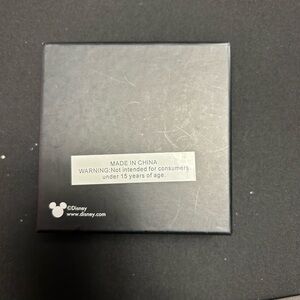 MADE IN CHINA
WARNING:Not intended for consumers
under 15 years of age.
©Disney
www.disney.com